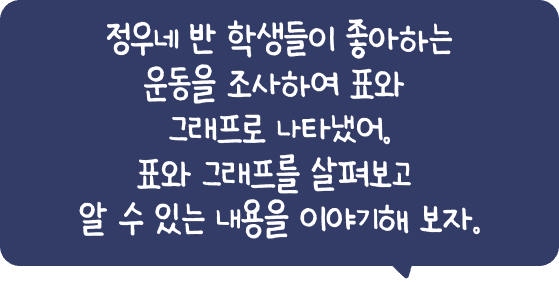 정우네 반 학생들이 좋아하는
운동을 조사하여 표와
그래프로 나타냈어.
표와 그래프를 살펴보고
알 수 있는 내용을 이야기해 보자.